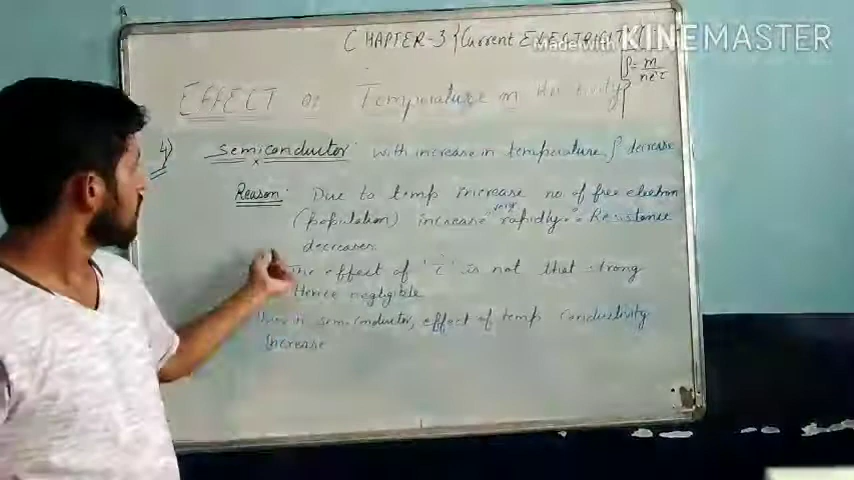 CHAPTER-3 {Current ELECTRICITY
Made with KINEMASTER
ρ = m/ne²τ
EFFECT of Temperature on
4) Semiconductor: with increase in temperature, ρ decrease
Reason: Due to temp increase no. of free electron
(population) increase very rapidly ∴ Resistance
decreases.
The effect of 'τ' is not that strong
Hence negligible
in semiconductor, effect of temp conductivity
Increase